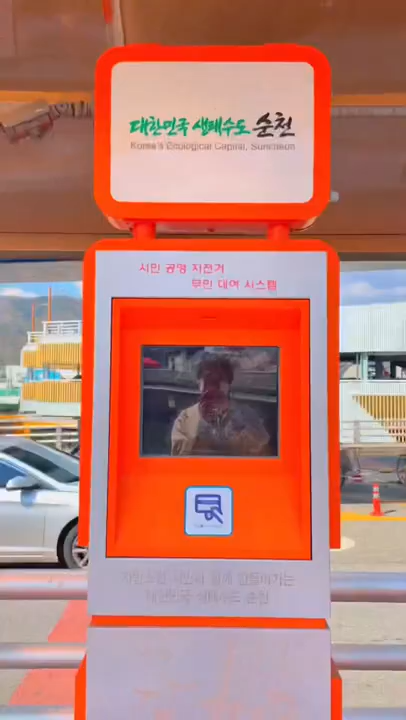 대한민국 생태수도 순천
Korea's Ecological Capital, Suncheon
시민 공영 자전거
무인 대여 시스템
대한민국 생태수도 순천